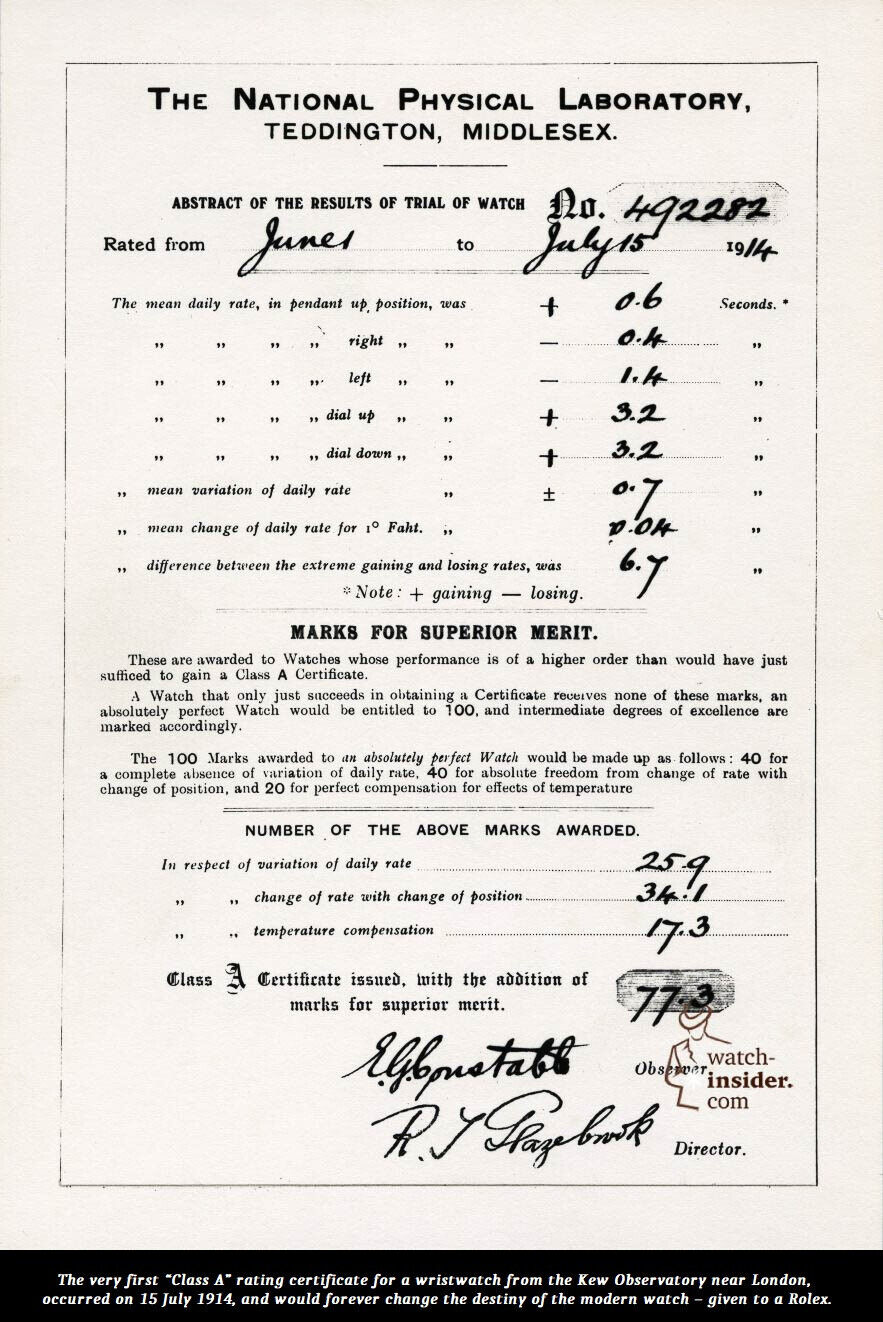 THE NATIONAL PHYSICAL LABORATORY,
TEDDINGTON, MIDDLESEX.
ABSTRACT OF THE RESULTS OF TRIAL OF WATCH No. 492282
Rated from June 1 to July 15 1914
The mean daily rate, in pendant up position, was + 0.6 Seconds. *
„ „ „ „ right „ „ — 0.4 „
„ „ „ „ left „ „ — 1.4 „
„ „ „ „ dial up „ „ + 3.2 „
„ „ „ „ dial down „ „ + 3.2 „
„ mean variation of daily rate „ ± 0.7 „
„ mean change of daily rate for 1° Faht. „ 0.04 „
„ difference between the extreme gaining and losing rates, was 6.7 „
* Note: + gaining — losing.
MARKS FOR SUPERIOR MERIT.
These are awarded to Watches whose performance is of a higher order than would have just
sufficed to gain a Class A Certificate.
A Watch that only just succeeds in obtaining a Certificate receives none of these marks, an
absolutely perfect Watch would be entitled to 100, and intermediate degrees of excellence are
marked accordingly.
The 100 Marks awarded to an absolutely perfect Watch would be made up as follows: 40 for
a complete absence of variation of daily rate, 40 for absolute freedom from change of rate with
change of position, and 20 for perfect compensation for effects of temperature
NUMBER OF THE ABOVE MARKS AWARDED.
In respect of variation of daily rate 25.9
„ „ change of rate with change of position 34.1
„ „ temperature compensation 17.3
Class A Certificate issued, with the addition of 77.3
marks for superior merit.
E.G. Constable Observer.
R. T Glazebrook Director.
watch-
insider.
com
The very first "Class A" rating certificate for a wristwatch from the Kew Observatory near London,
occurred on 15 July 1914, and would forever change the destiny of the modern watch – given to a Rolex.